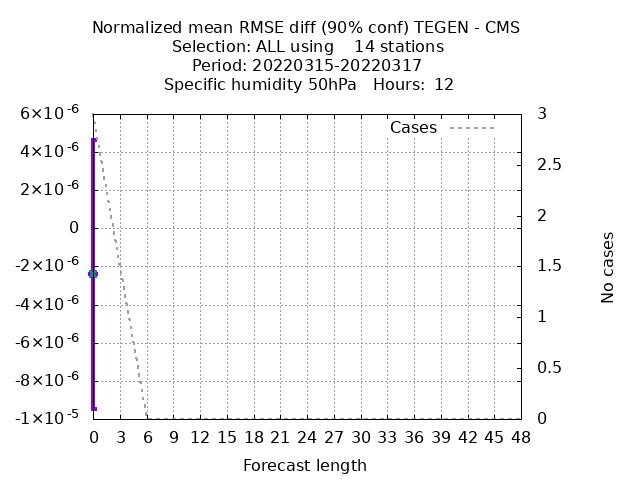 Normalized mean RMSE diff (90% conf) TEGEN - CMS
Selection: ALL using    14 stations
Period: 20220315-20220317
Specific humidity 50hPa   Hours:  12
Cases
6×10⁻⁶
4×10⁻⁶
2×10⁻⁶
0
-2×10⁻⁶
-4×10⁻⁶
-6×10⁻⁶
-8×10⁻⁶
-1×10⁻⁵
3
2.5
2
1.5
1
0.5
0
No cases
0 3 6 9 12 15 18 21 24 27 30 33 36 39 42 45 48
Forecast length